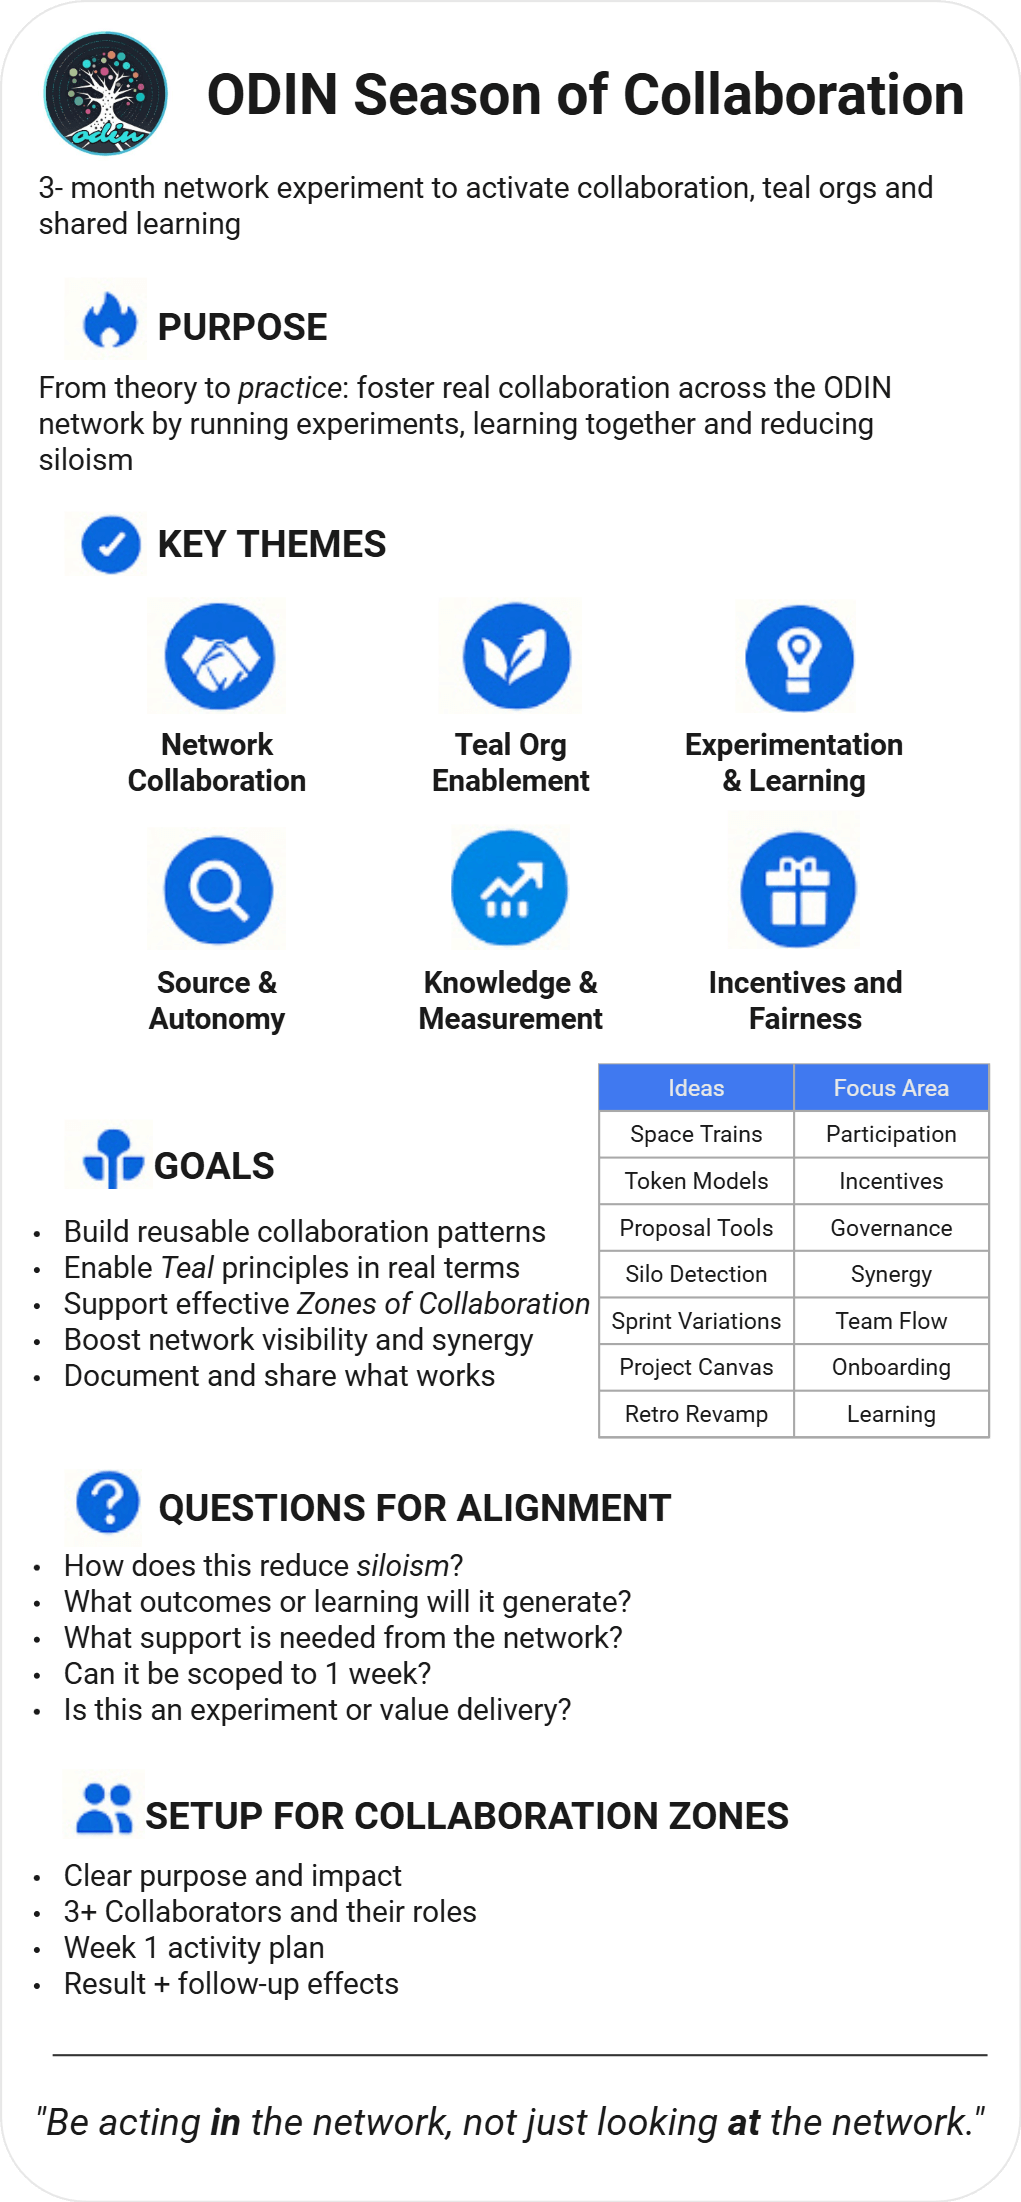 odin
ODIN Season of Collaboration
3- month network experiment to activate collaboration, teal orgs and
shared learning
PURPOSE
From theory to practice: foster real collaboration across the ODIN
network by running experiments, learning together and reducing
siloism
KEY THEMES
Network
Collaboration
Teal Org
Enablement
Experimentation
& Learning
Source &
Autonomy
Knowledge &
Measurement
Incentives and
Fairness
GOALS
• Build reusable collaboration patterns
• Enable Teal principles in real terms
• Support effective Zones of Collaboration
• Boost network visibility and synergy
• Document and share what works
Ideas Focus Area
Space Trains Participation
Token Models Incentives
Proposal Tools Governance
Silo Detection Synergy
Sprint Variations Team Flow
Project Canvas Onboarding
Retro Revamp Learning
QUESTIONS FOR ALIGNMENT
• How does this reduce siloism?
• What outcomes or learning will it generate?
• What support is needed from the network?
• Can it be scoped to 1 week?
• Is this an experiment or value delivery?
SETUP FOR COLLABORATION ZONES
• Clear purpose and impact
• 3+ Collaborators and their roles
• Week 1 activity plan
• Result + follow-up effects
"Be acting in the network, not just looking at the network."